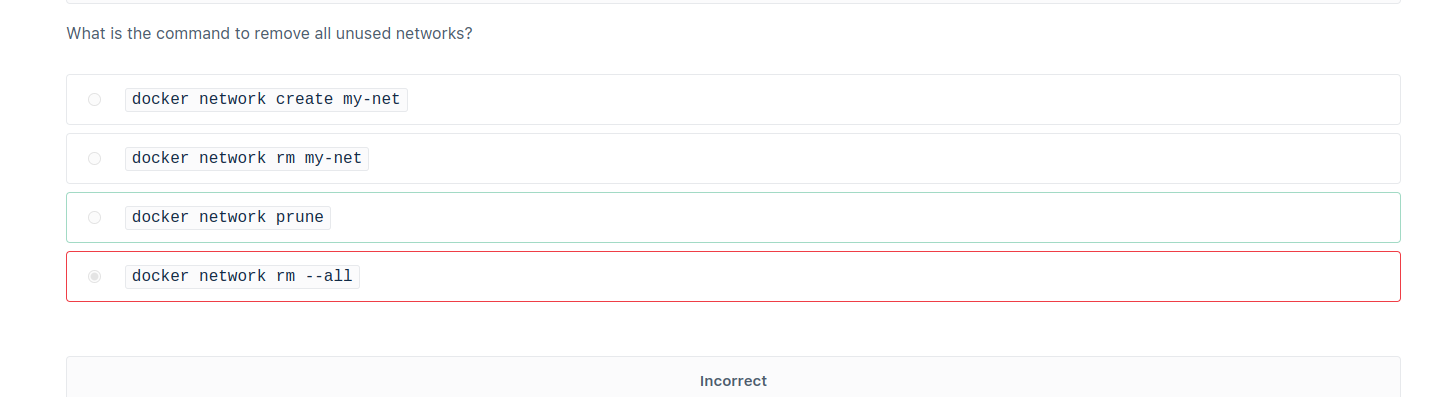 What is the command to remove all unused networks?
docker network create my-net
docker network rm my-net
docker network prune
docker network rm --all
Incorrect